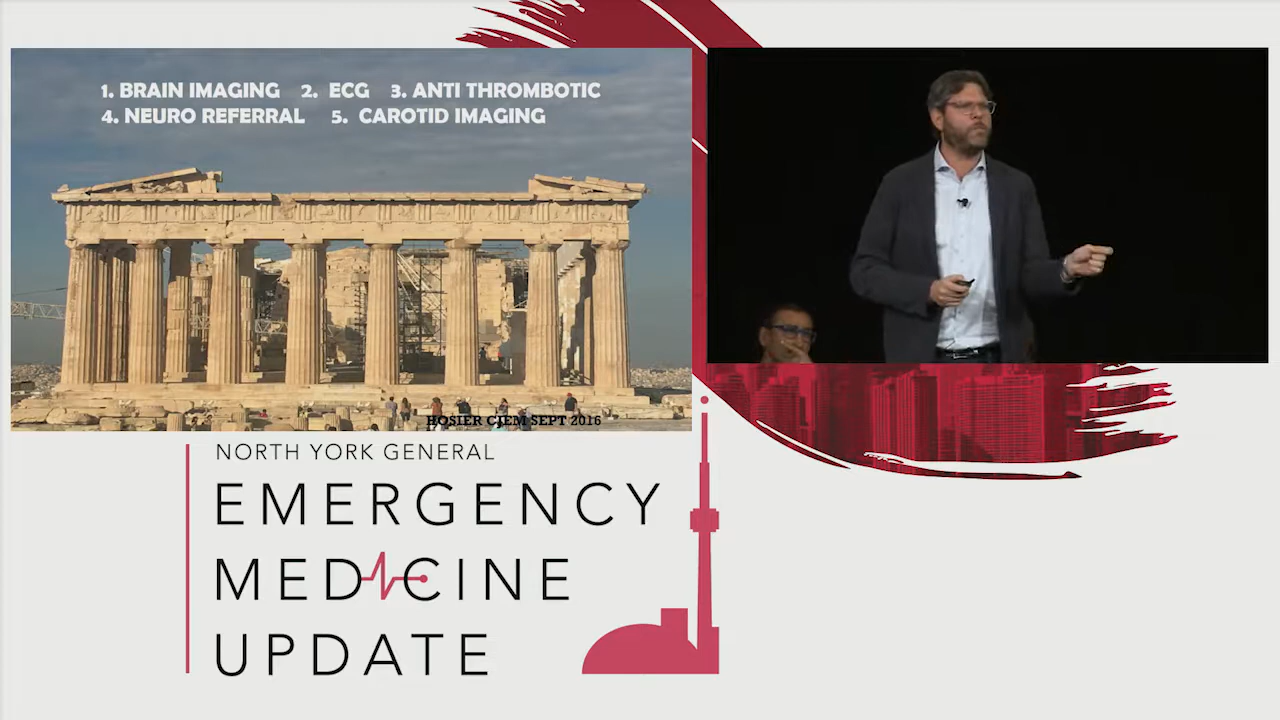 1. BRAIN IMAGING 2. ECG 3. ANTI THROMBOTIC
4. NEURO REFERRAL 5. CAROTID IMAGING
HOSIER CJEM SEPT 2016
NORTH YORK GENERAL
EMERGENCY
MEDICINE
UPDATE